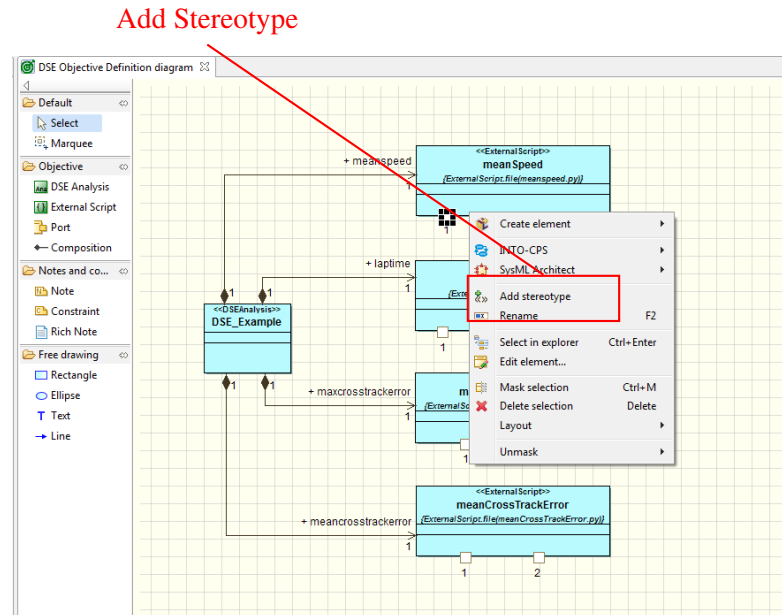 Add Stereotype
DSE Objective Definition diagram
Default
Select
Marquee
Objective
DSE Analysis
External Script
Port
Composition
Notes and co...
Note
Constraint
Rich Note
Free drawing
Rectangle
Ellipse
Text
Line
<<ExternalScript>>
meanSpeed
{ExternalScript.file(meanspeed.py)}
+ meanspeed
1
1
+ laptime
1
{Exte
1
1 1
<<DSEAnalysis>>
DSE_Example
1 1
+ maxcrosstrackerror
1
m
{ExternalSc
1
<<ExternalScript>>
meanCrossTrackError
{ExternalScript.file(meanCrossTrackError.py)}
+ meancrosstrackerror
1
1 2
Create element
INTO-CPS
SysML Architect
Add stereotype
Rename F2
Select in explorer Ctrl+Enter
Edit element...
Mask selection Ctrl+M
Delete selection Delete
Layout
Unmask